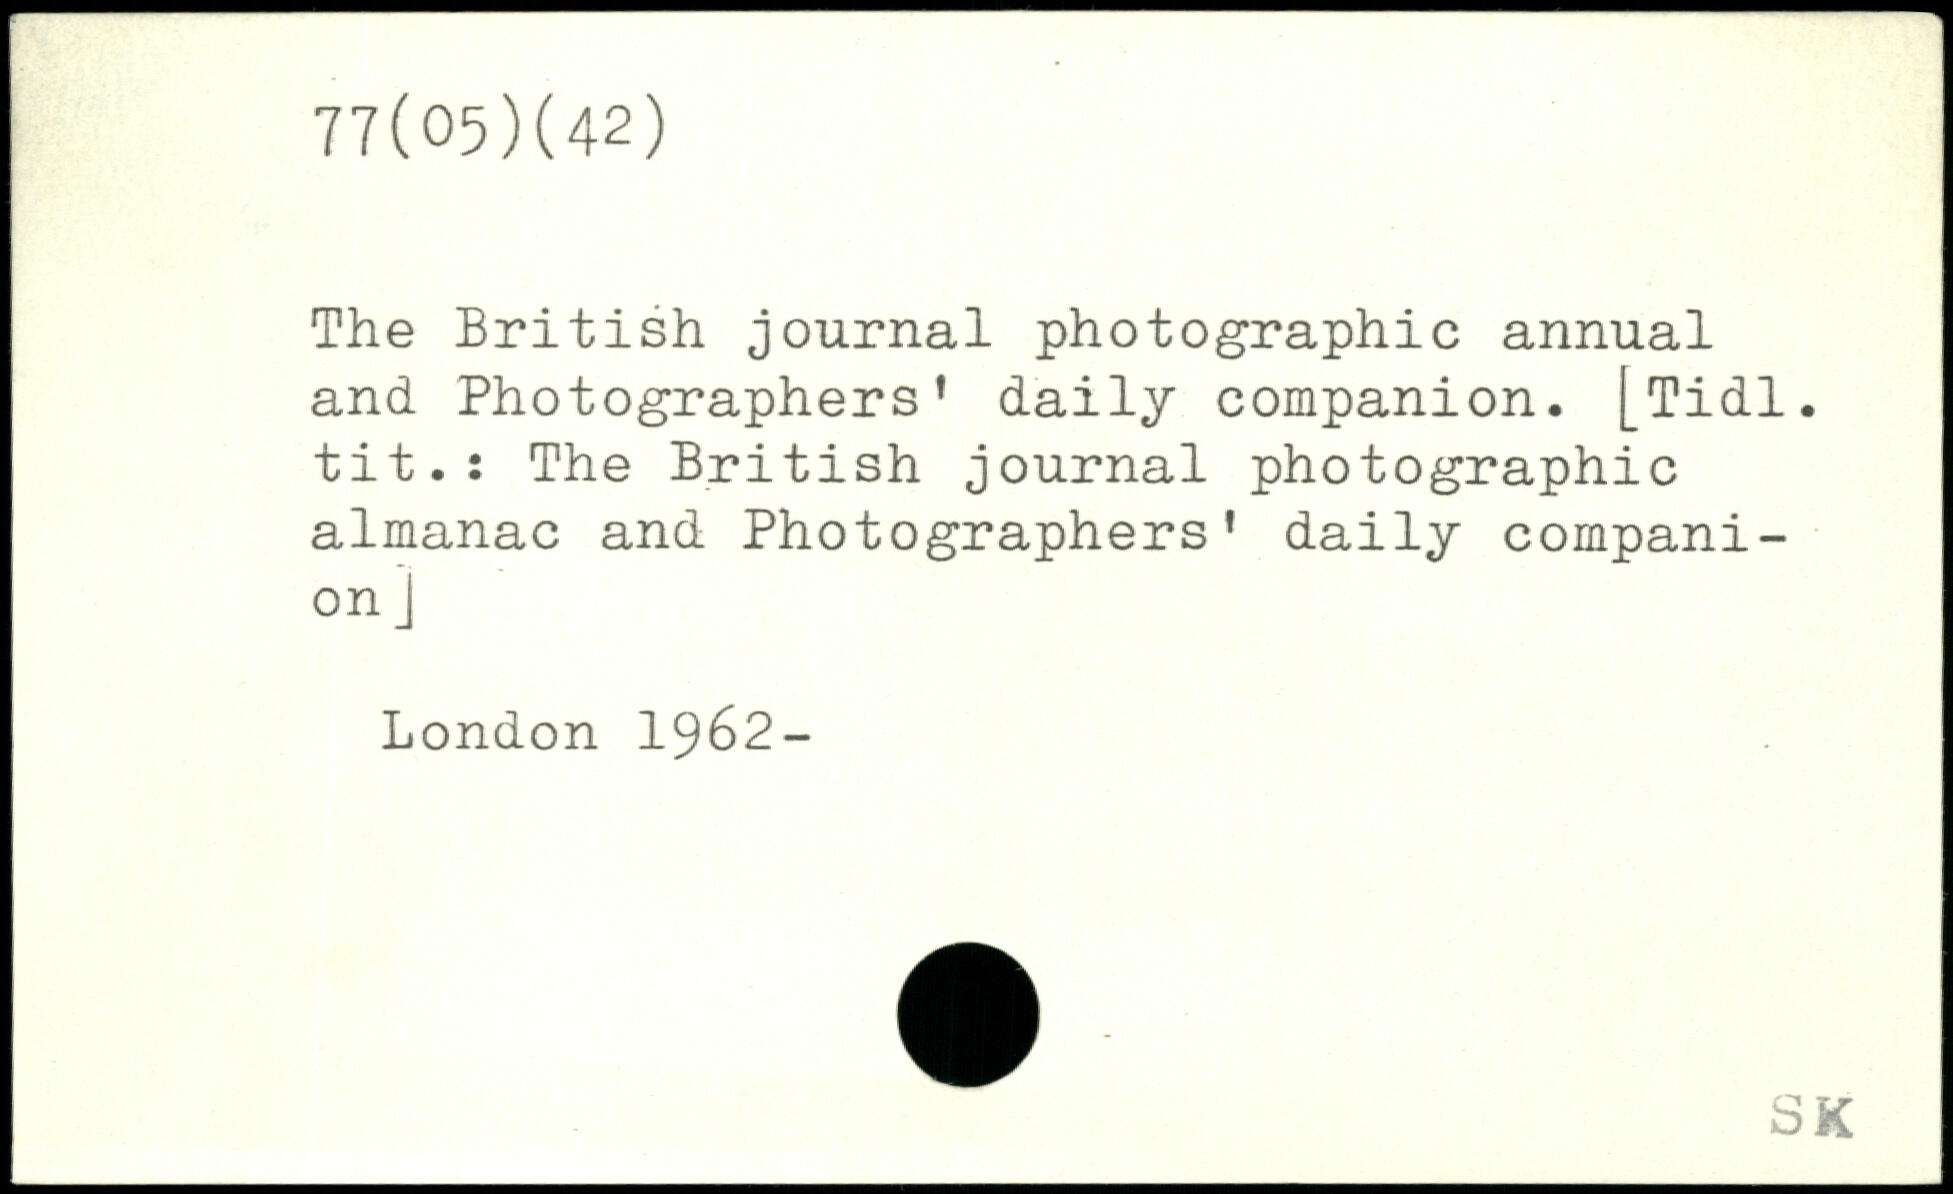 77(05)(42)
The British journal photographic annual
and Photographers' daily companion. [Tidl.
tit.: The British journal photographic
almanac and Photographers' daily compani-
on]
London 1962-
SK